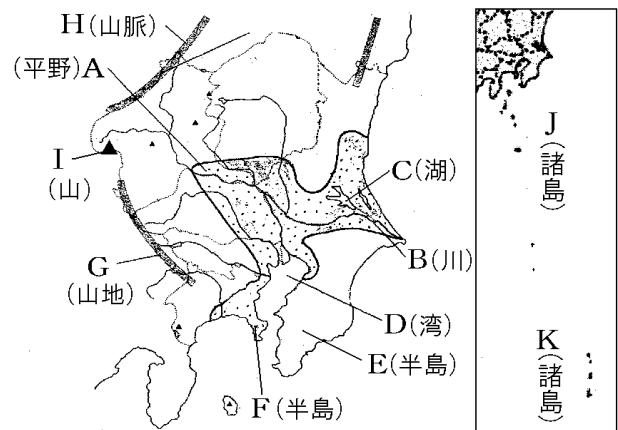 H(山脈)
(平野)A
I
(山)
C(湖)
B(川)
G
(山地)
D(湾)
E(半島)
F(半島)
J
(諸島)
K
(諸島)